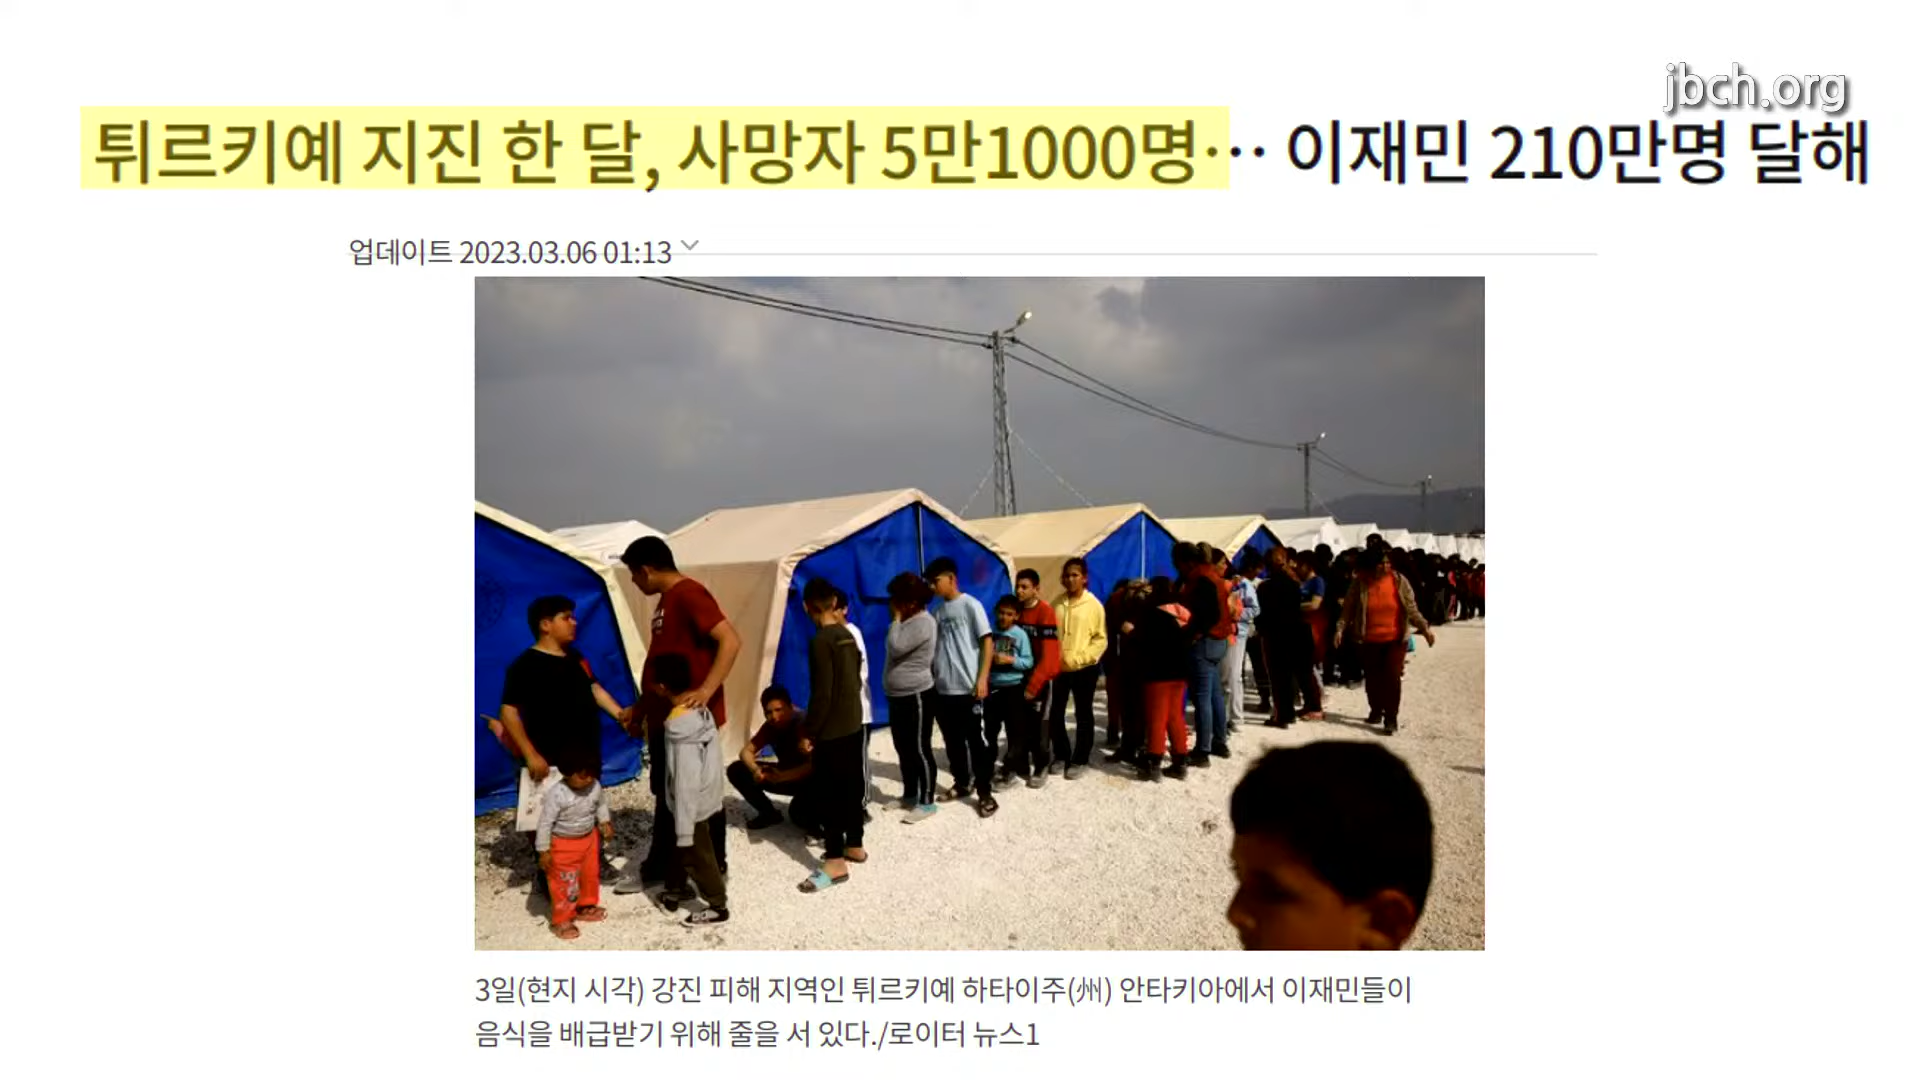 jbch.org
튀르키예 지진 한 달, 사망자 5만1000명… 이재민 210만명 달해
업데이트 2023.03.06 01:13
3일(현지 시각) 강진 피해 지역인 튀르키예 하타이주(州) 안타키아에서 이재민들이
음식을 배급받기 위해 줄을 서 있다./로이터 뉴스1